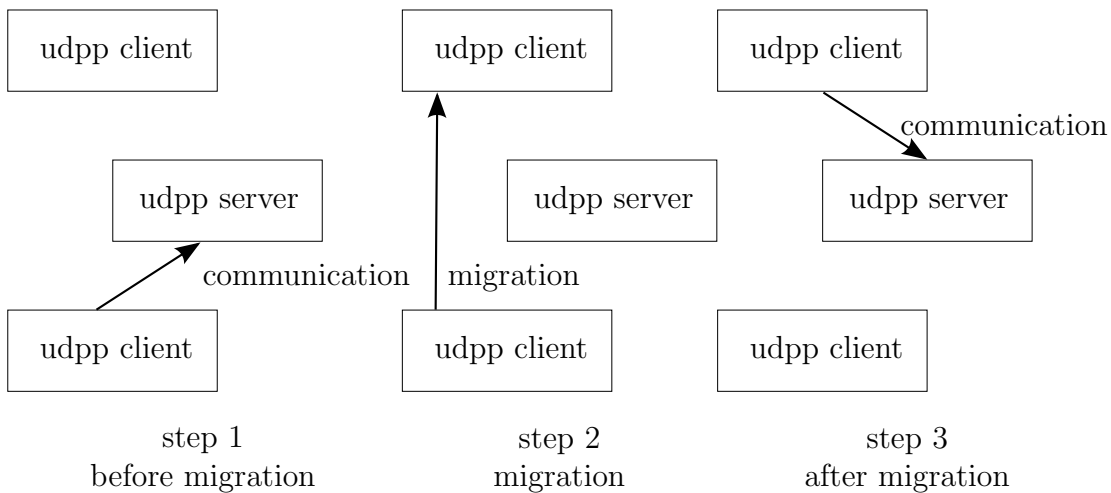 udpp client
udpp client
udpp client
communication
udpp server
udpp server
udpp server
communication
migration
udpp client
udpp client
udpp client
step 1
before migration
step 2
migration
step 3
after migration